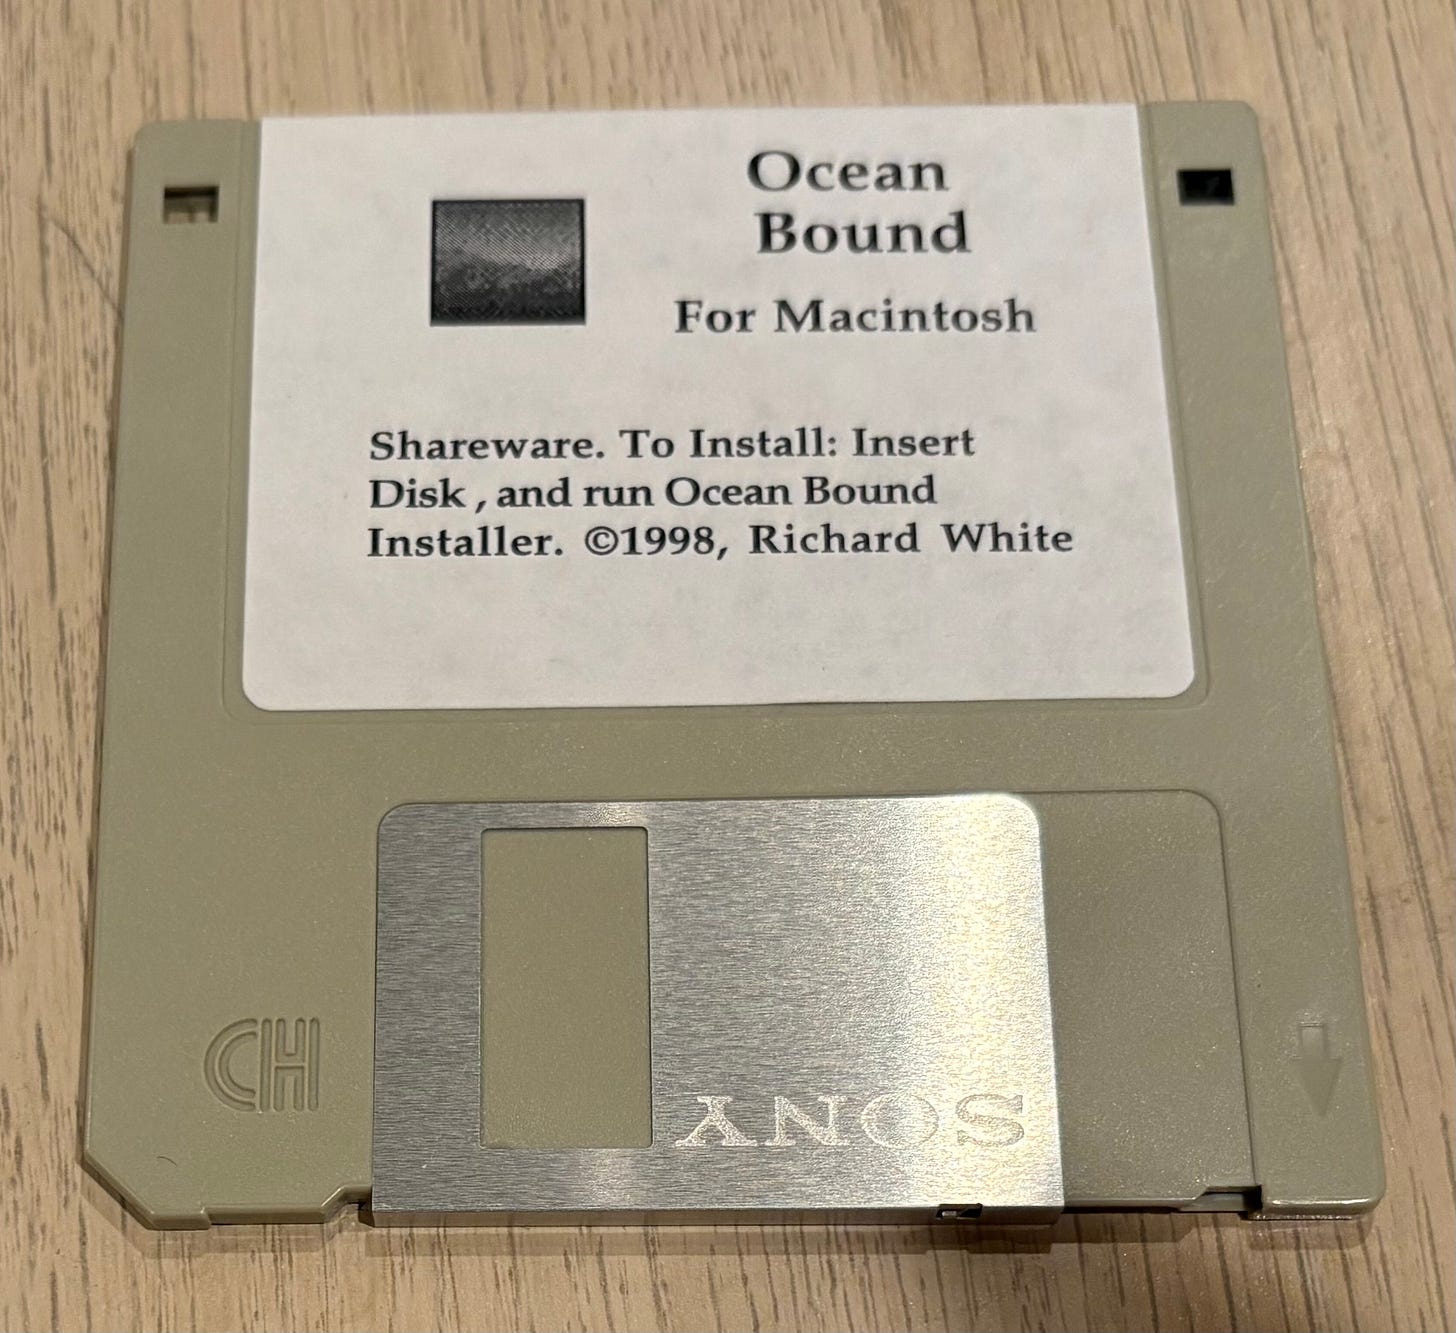 Ocean
Bound
For Macintosh
Shareware. To Install: Insert
Disk , and run Ocean Bound
Installer. ©1998, Richard White
HD
SONY